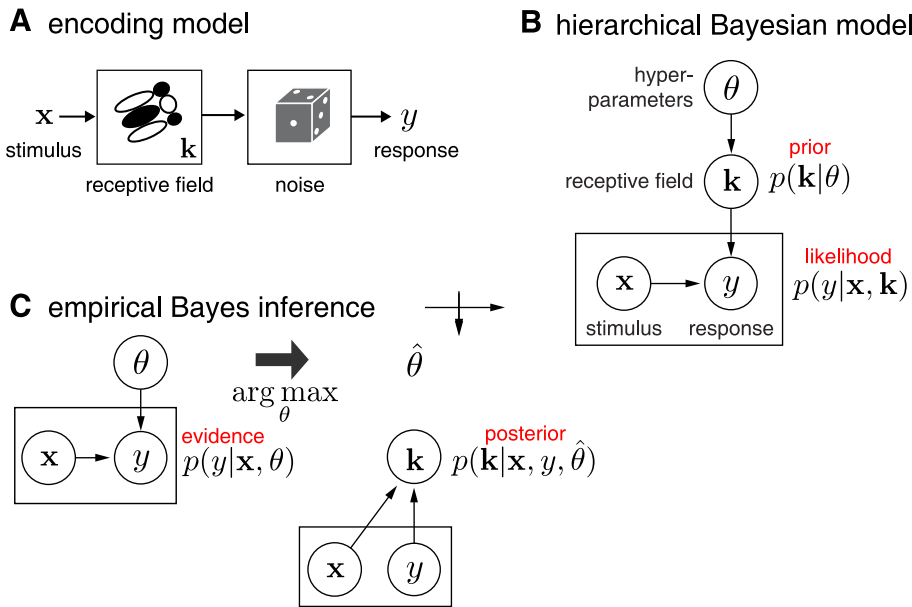 A encoding model
x
stimulus
k
receptive field
noise
y
response
B hierarchical Bayesian model
hyper-
parameters
θ
receptive field
k
prior
p(k|θ)
x
stimulus
y
response
likelihood
p(y|x, k)
C empirical Bayes inference
θ
x
y
evidence
p(y|x, θ)
arg max
θ
θ̂
k
posterior
p(k|x, y, θ̂)
x
y